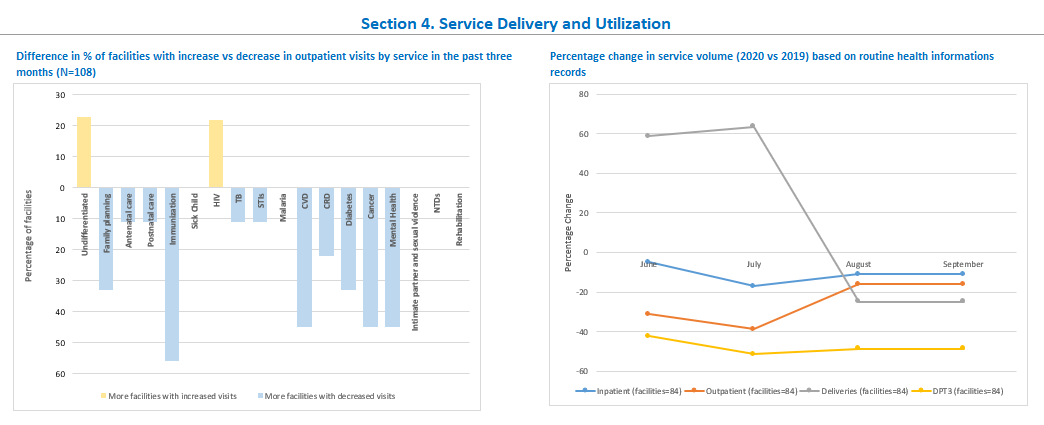 Section 4. Service Delivery and Utilization
Difference in % of facilities with increase vs decrease in outpatient visits by service in the past three
months (N=108)
30
20
10
0
10
20
30
40
50
60
Percentage of facilities
Undifferentiated
Family planning
Antenatal care
Postnatal care
Immunization
Sick Child
HIV
TB
STIs
Malaria
CVD
CRD
Diabetes
Cancer
Mental Health
Intimate partner and sexual violence
NTDs
Rehabilitation
More facilities with increased visits
More facilities with decreased visits
Percentage change in service volume (2020 vs 2019) based on routine health informations
records
80
60
40
20
0
-20
-40
-60
Percentage Change
June
July
August
September
Inpatient (facilities=84)
Outpatient (facilities=84)
Deliveries (facilities=84)
DPT3 (facilities=84)